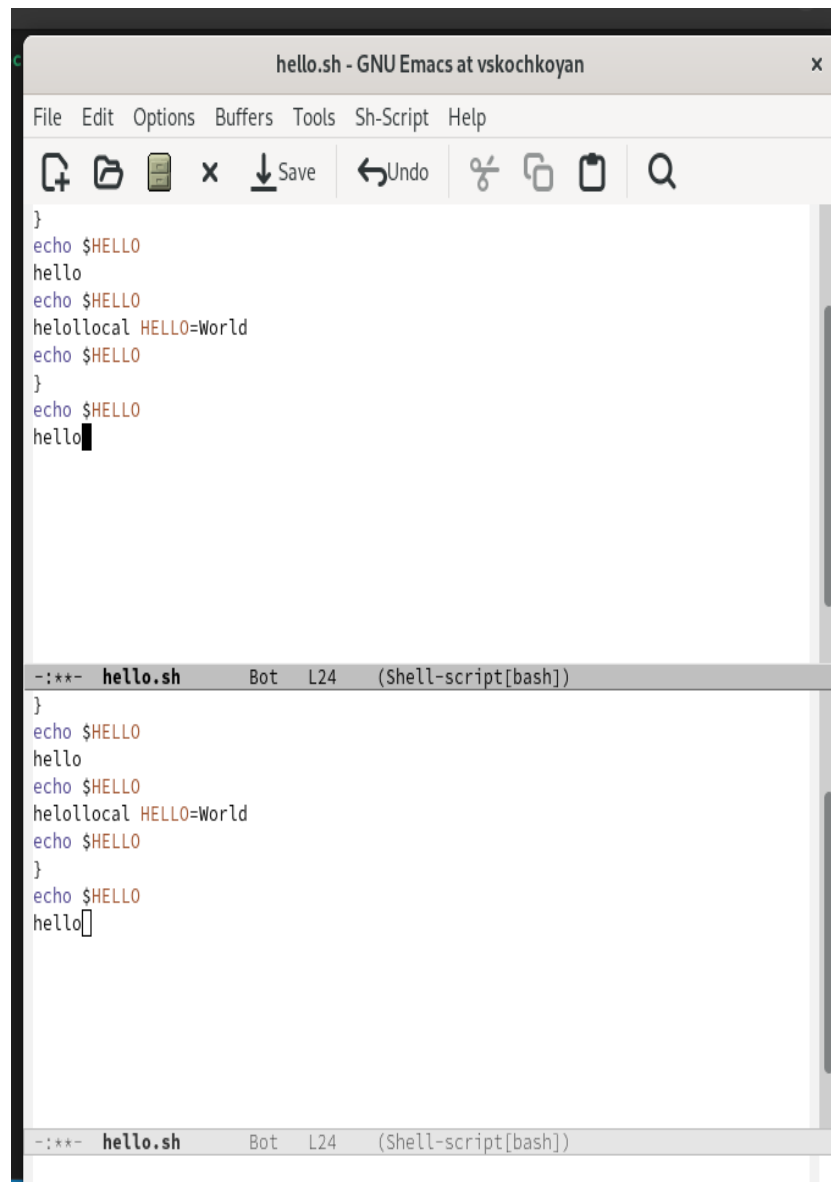 hello.sh - GNU Emacs at vskochkoyan
File Edit Options Buffers Tools Sh-Script Help
Save Undo
}
echo $HELLO
hello
echo $HELLO
helollocal HELLO=World
echo $HELLO
}
echo $HELLO
hello
-:**- hello.sh Bot L24 (Shell-script[bash])
}
echo $HELLO
hello
echo $HELLO
helollocal HELLO=World
echo $HELLO
}
echo $HELLO
hello
-:**- hello.sh Bot L24 (Shell-script[bash])